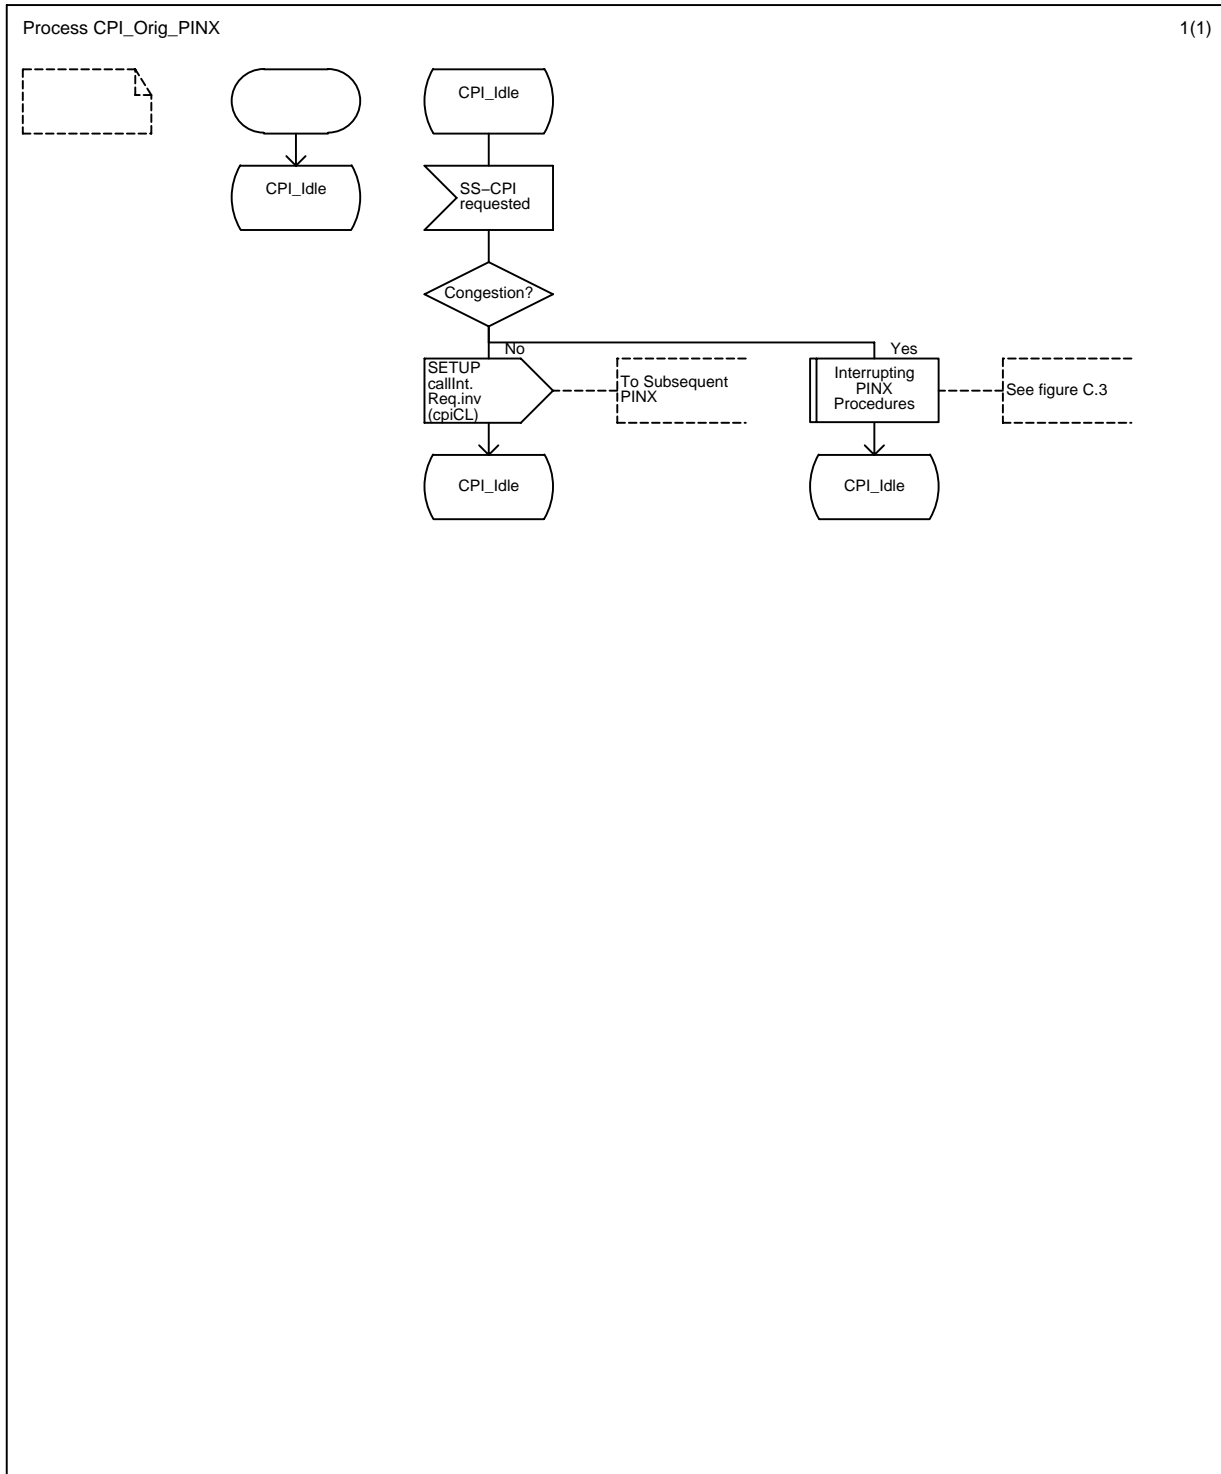 Process CPI_Orig_PINX
1(1)
CPI_Idle
CPI_Idle
SS−CPI
requested
Congestion?
No
Yes
SETUP
callInt.
Req.inv
(cpiCL)
To Subsequent
PINX
Interrupting
PINX
Procedures
See figure C.3
CPI_Idle
CPI_Idle